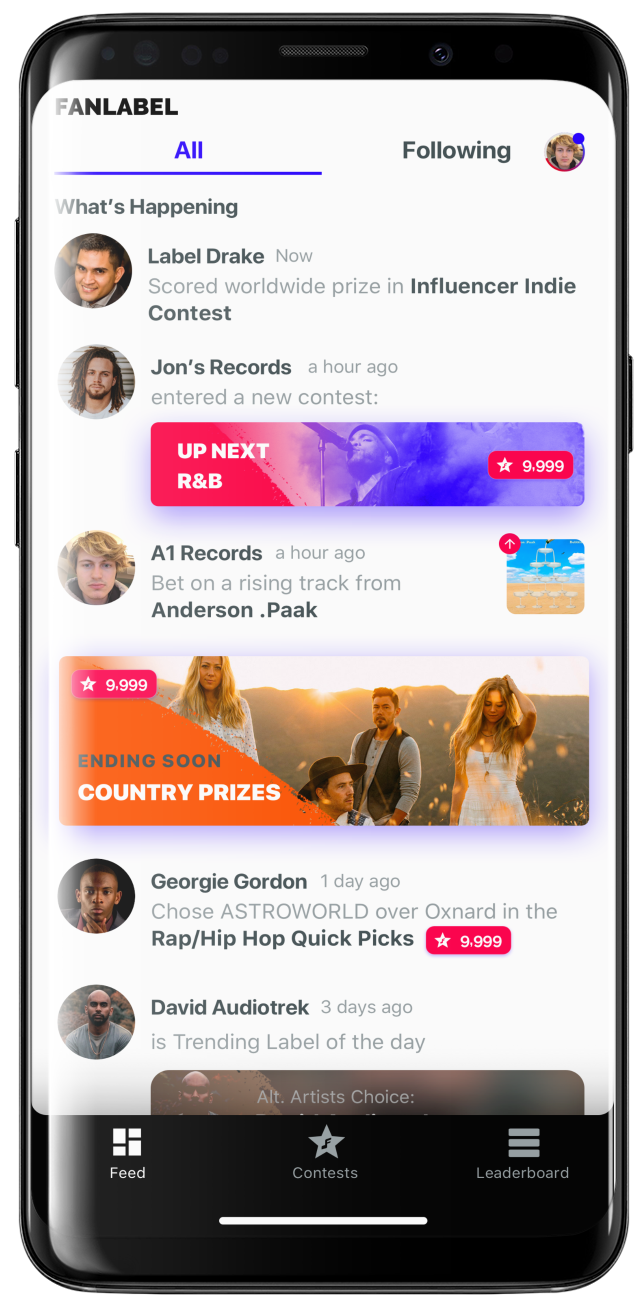 FANLABEL
All
Following
What's Happening
Label Drake Now
Scored worldwide prize in Influencer Indie
Contest
Jon's Records a hour ago
entered a new contest:
UP NEXT
R&B
9,999
A1 Records a hour ago
Bet on a rising track from
Anderson .Paak
9,999
ENDING SOON
COUNTRY PRIZES
Georgie Gordon 1 day ago
Chose ASTROWORLD over Oxnard in the
Rap/Hip Hop Quick Picks 9,999
David Audiotrek 3 days ago
is Trending Label of the day
Alt. Artists Choice:
Feed
Contests
Leaderboard